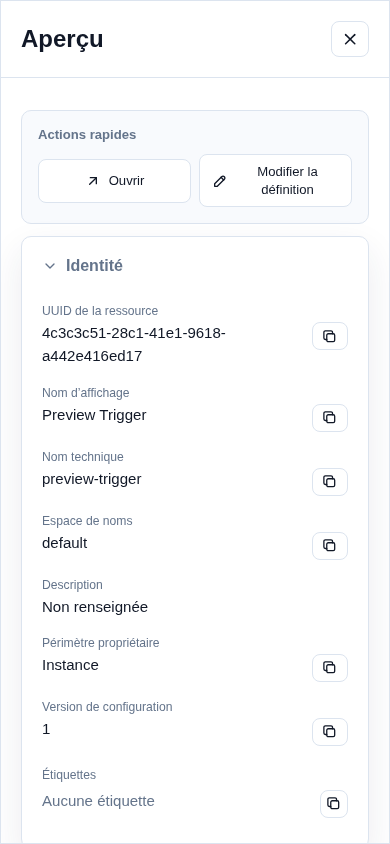 Aperçu
Actions rapides
Ouvrir
Modifier la
définition
Identité
UUID de la ressource
4c3c3c51-28c1-41e1-9618-
a442e416ed17
Nom d’affichage
Preview Trigger
Nom technique
preview-trigger
Espace de noms
default
Description
Non renseignée
Périmètre propriétaire
Instance
Version de configuration
1
Étiquettes
Aucune étiquette